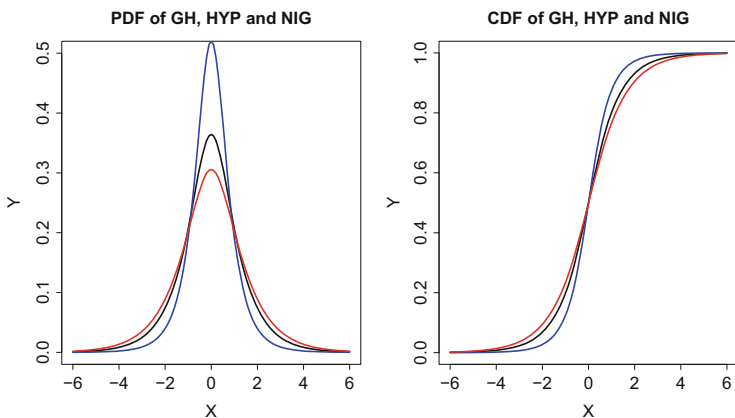 PDF of GH, HYP and NIG
Y
0.5
0.4
0.3
0.2
0.1
0.0
−6 −4 −2 0 2 4 6
X
CDF of GH, HYP and NIG
Y
1.0
0.8
0.6
0.4
0.2
0.0
−6 −4 −2 0 2 4 6
X